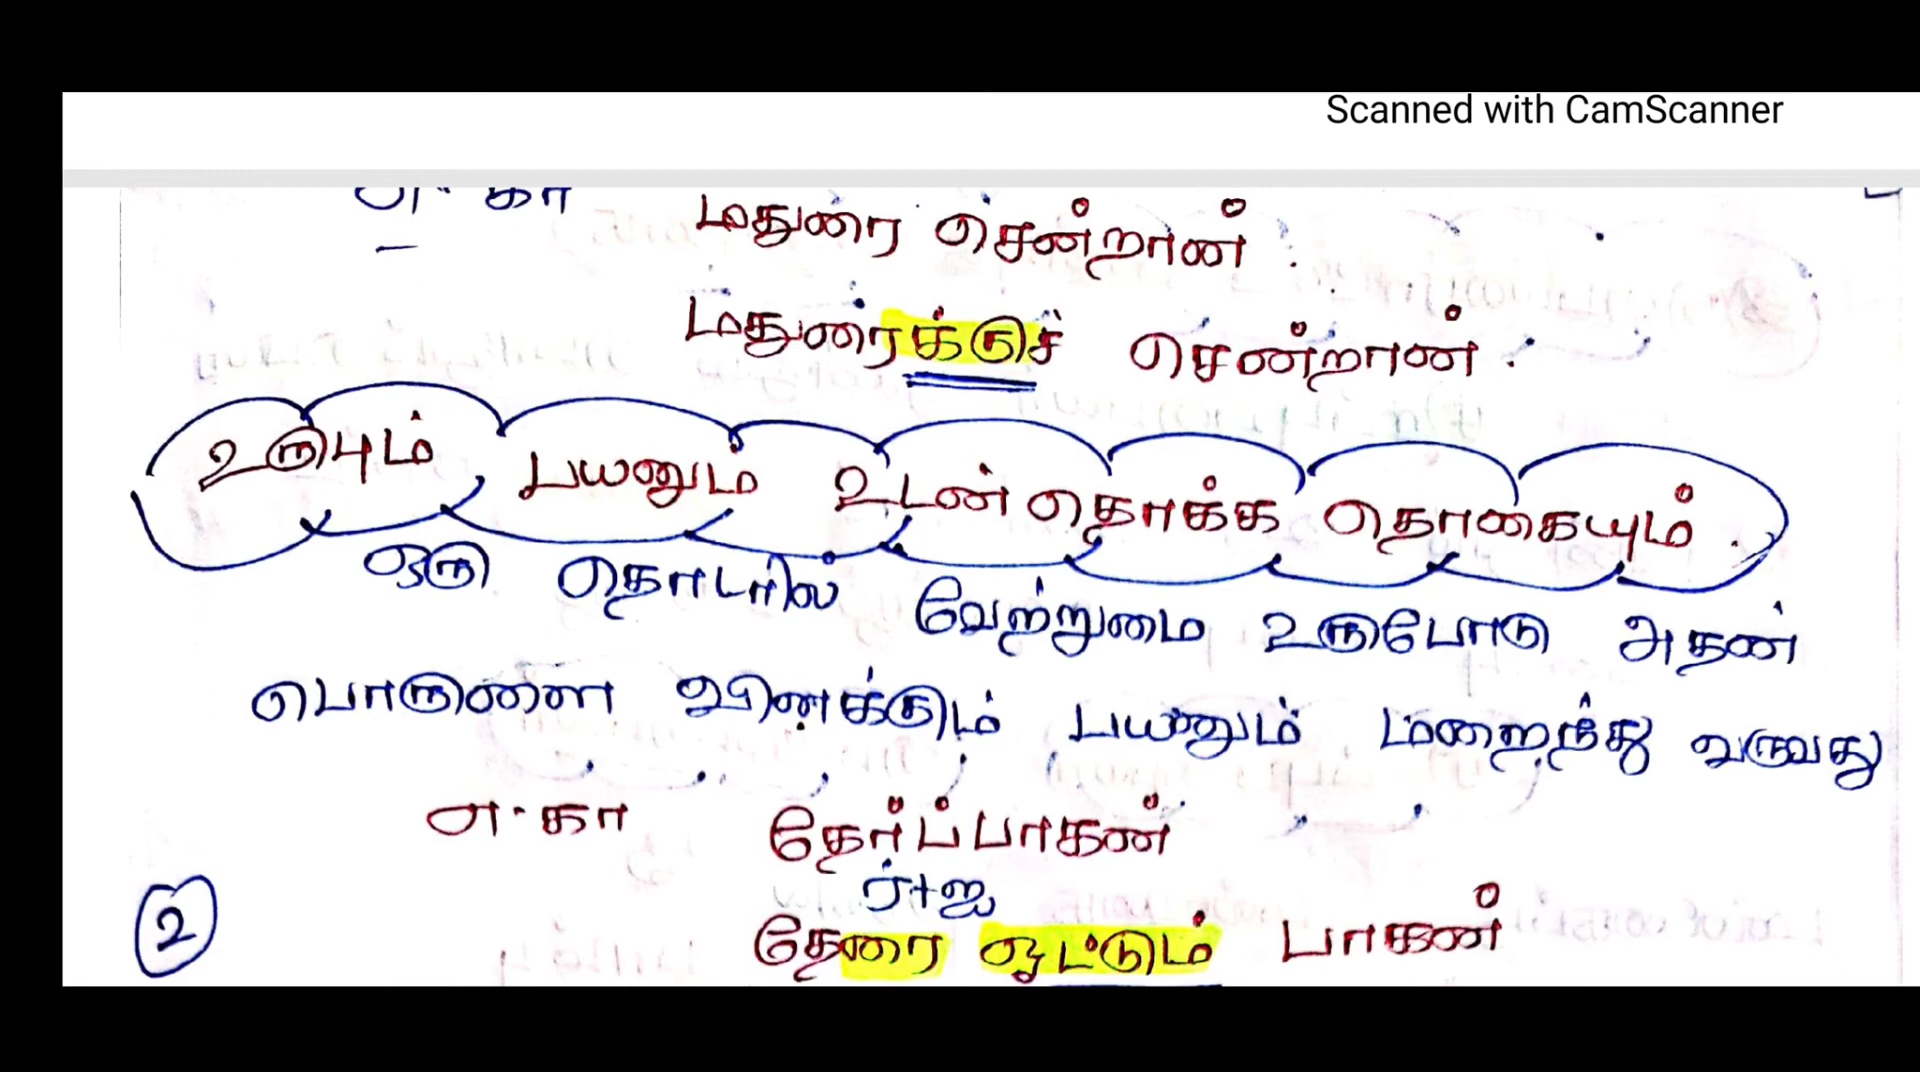 Scanned with CamScanner
எ.கா மதுரை சென்றான்.
மதுரைக்குச் சென்றான்.
உருபும் பயனும் உடன் தொக்க தொகையும்.
ஒரு தொடரில் வேற்றுமை உருபோடு அதன்
பொருளை விளக்கும் பயனும் மறைந்து வருவது
எ.கா தேர்ப்பாகன்
ர்+ஐ
2 தேரை ஓட்டும் பாகன்